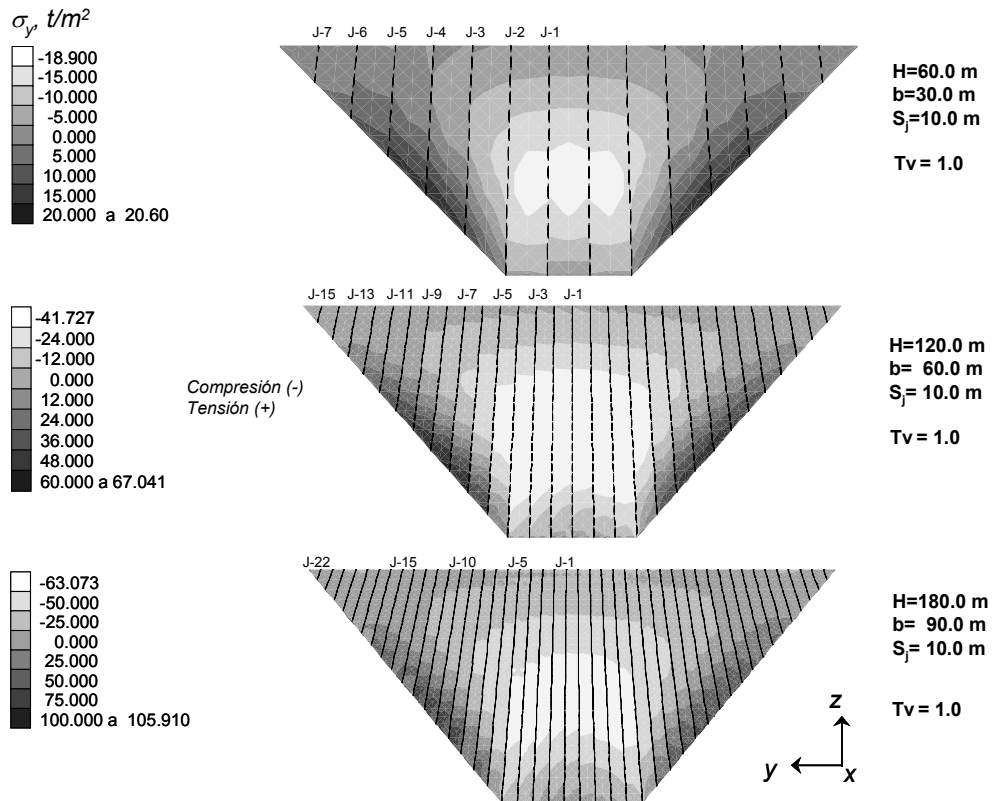 σy, t/m²
-18.900
-15.000
-10.000
-5.000
0.000
5.000
10.000
15.000
20.000 a 20.60
J-7 J-6 J-5 J-4 J-3 J-2 J-1
H=60.0 m
b=30.0 m
Sj=10.0 m
Tv = 1.0
-41.727
-24.000
-12.000
0.000
12.000
24.000
36.000
48.000
60.000 a 67.041
Compresión (-)
Tensión (+)
J-15 J-13 J-11 J-9 J-7 J-5 J-3 J-1
H=120.0 m
b= 60.0 m
Sj= 10.0 m
Tv = 1.0
-63.073
-50.000
-25.000
0.000
25.000
50.000
75.000
100.000 a 105.910
J-22 J-15 J-10 J-5 J-1
H=180.0 m
b= 90.0 m
Sj= 10.0 m
Tv = 1.0
z
y x